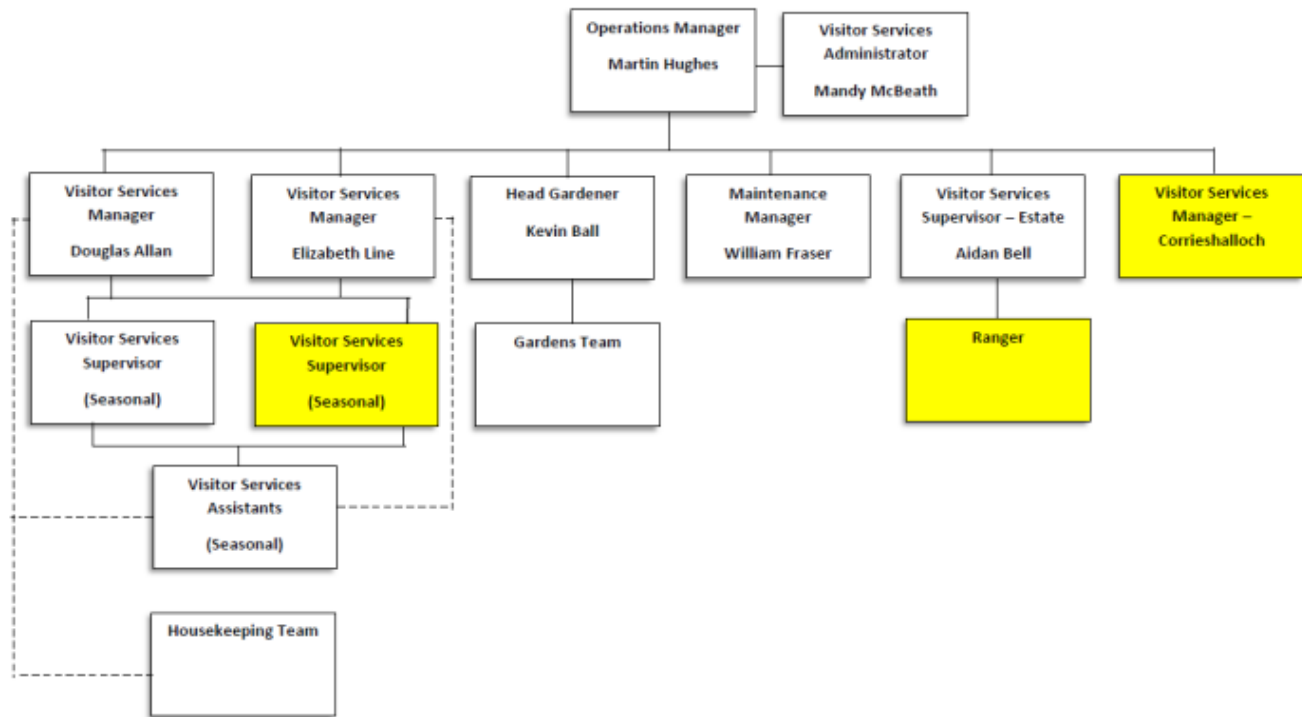 Operations Manager
Martin Hughes
Visitor Services
Administrator
Mandy McBeath
Visitor Services
Manager
Douglas Allan
Visitor Services
Manager
Elizabeth Line
Head Gardener
Kevin Ball
Maintenance
Manager
William Fraser
Visitor Services
Supervisor – Estate
Aidan Bell
Visitor Services
Manager –
Corrieshalloch
Visitor Services
Supervisor
(Seasonal)
Visitor Services
Supervisor
(Seasonal)
Gardens Team
Ranger
Visitor Services
Assistants
(Seasonal)
Housekeeping Team